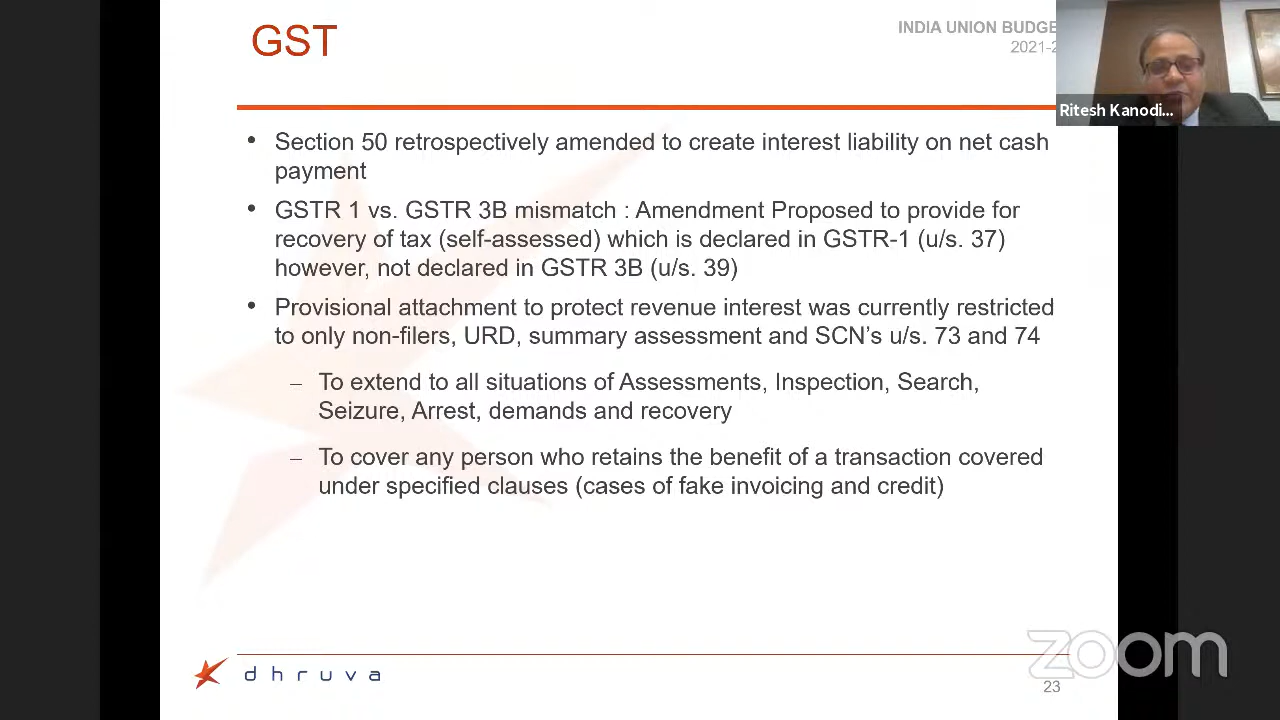 GST
INDIA UNION BUDGE
2021-2
Ritesh Kanodi...
• Section 50 retrospectively amended to create interest liability on net cash
payment
• GSTR 1 vs. GSTR 3B mismatch : Amendment Proposed to provide for
recovery of tax (self-assessed) which is declared in GSTR-1 (u/s. 37)
however, not declared in GSTR 3B (u/s. 39)
• Provisional attachment to protect revenue interest was currently restricted
to only non-filers, URD, summary assessment and SCN's u/s. 73 and 74
– To extend to all situations of Assessments, Inspection, Search,
Seizure, Arrest, demands and recovery
– To cover any person who retains the benefit of a transaction covered
under specified clauses (cases of fake invoicing and credit)
dhruva
zoom
23